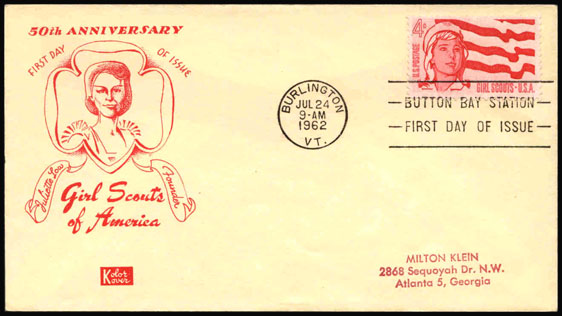 50th ANNIVERSARY
FIRST DAY OF ISSUE
Juliette Low Founder
Girl Scouts
of America
Kolor
Kover
BURLINGTON
JUL 24
9-AM
1962
VT.
4¢
U.S. POSTAGE
GIRL SCOUTS · U.S.A.
BUTTON BAY STATION
FIRST DAY OF ISSUE
MILTON KLEIN
2868 Sequoyah Dr. N.W.
Atlanta 5, Georgia